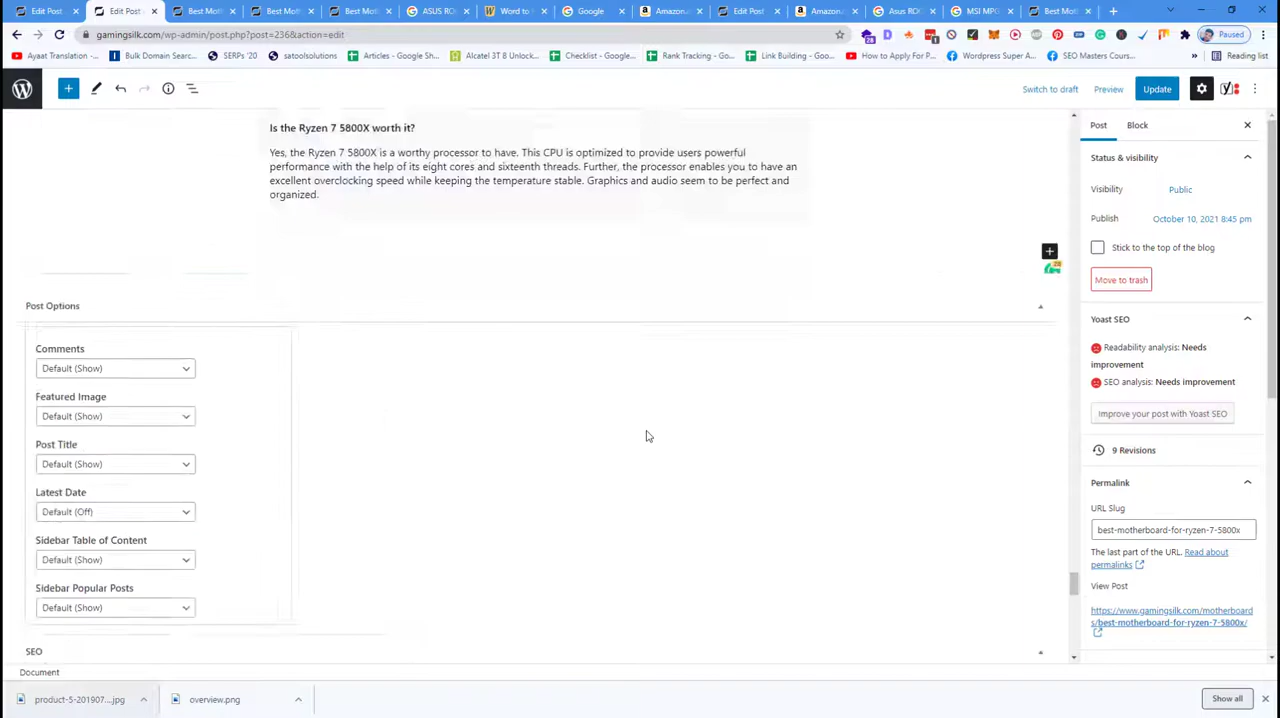 Edit Post
Edit Post -
Best Moth
Best Moth
Best Moth
ASUS RO
Word to
Google
Amazon.
Edit Post
Amazon.
Asus RO
MSI MPG
Best Moth
gamingsilk.com/wp-admin/post.php?post=2368&action=edit
Paused
Ayaat Translation -...
Bulk Domain Searc...
SERPs '20
satoolsolutions
Articles - Google Sh...
Alcatel 3T 8 Unlock...
Checklist - Google...
Rank Tracking - Goo...
Link Building - Goo...
How to Apply For P...
Wordpress Super A...
SEO Masters Cours...
»
Reading list
Switch to draft
Preview
Update
Is the Ryzen 7 5800X worth it?
Yes, the Ryzen 7 5800X is a worthy processor to have. This CPU is optimized to provide users powerful
performance with the help of its eight cores and sixteenth threads. Further, the processor enables you to have an
excellent overclocking speed while keeping the temperature stable. Graphics and audio seem to be perfect and
organized.
Post Options
Comments
Default (Show)
Featured Image
Default (Show)
Post Title
Default (Show)
Latest Date
Default (Off)
Sidebar Table of Content
Default (Show)
Sidebar Popular Posts
Default (Show)
SEO
Document
Post
Block
Status & visibility
Visibility
Public
Publish
October 10, 2021 8:45 pm
Stick to the top of the blog
Move to trash
Yoast SEO
Readability analysis: Needs
improvement
SEO analysis: Needs improvement
Improve your post with Yoast SEO
9 Revisions
Permalink
URL Slug
best-motherboard-for-ryzen-7-5800x
The last part of the URL. Read about
permalinks
View Post
https://www.gamingsilk.com/motherboard
s/best-motherboard-for-ryzen-7-5800x/
product-5-201907....jpg
overview.png
Show all